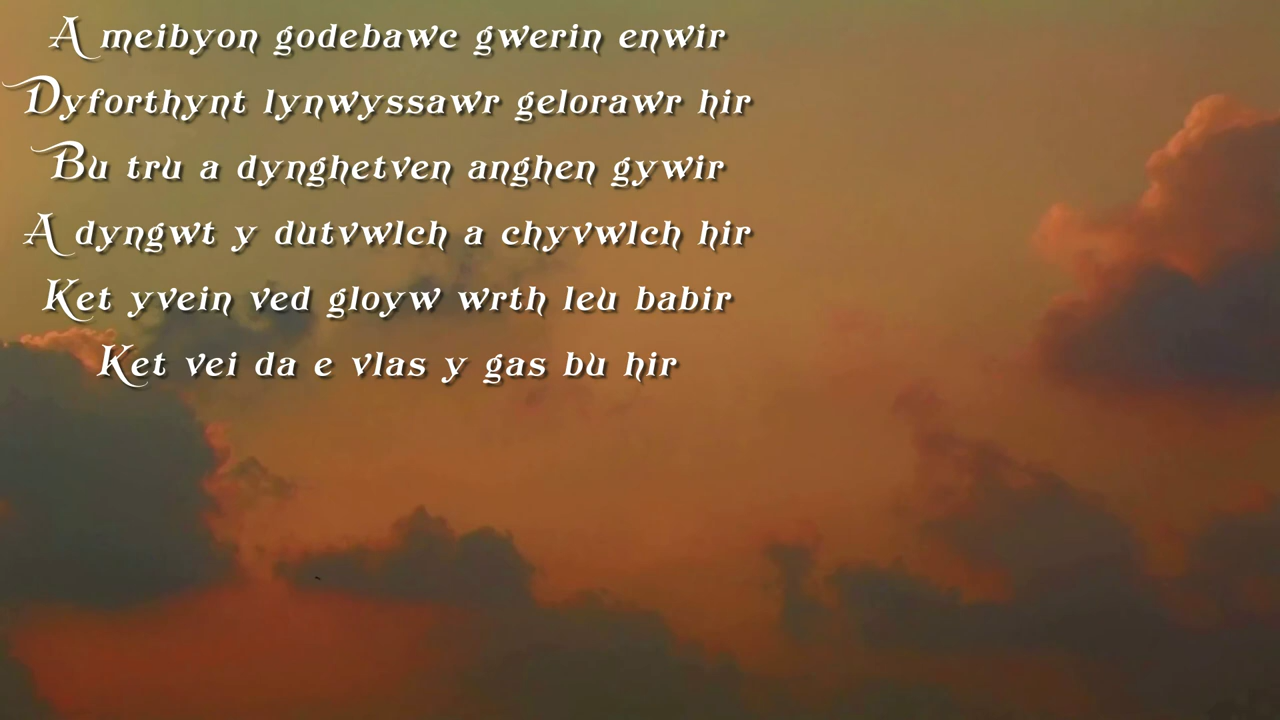 A meibyon godebawc gwerin enwir
Dyforthynt lynwyssawr gelorawr hir
Bu tru a dynghetven anghen gywir
A dyngwt y dutvwlch a chyvwlch hir
Ket yvein ved gloyw wrth leu babir
Ket vei da e vlas y gas bu hir